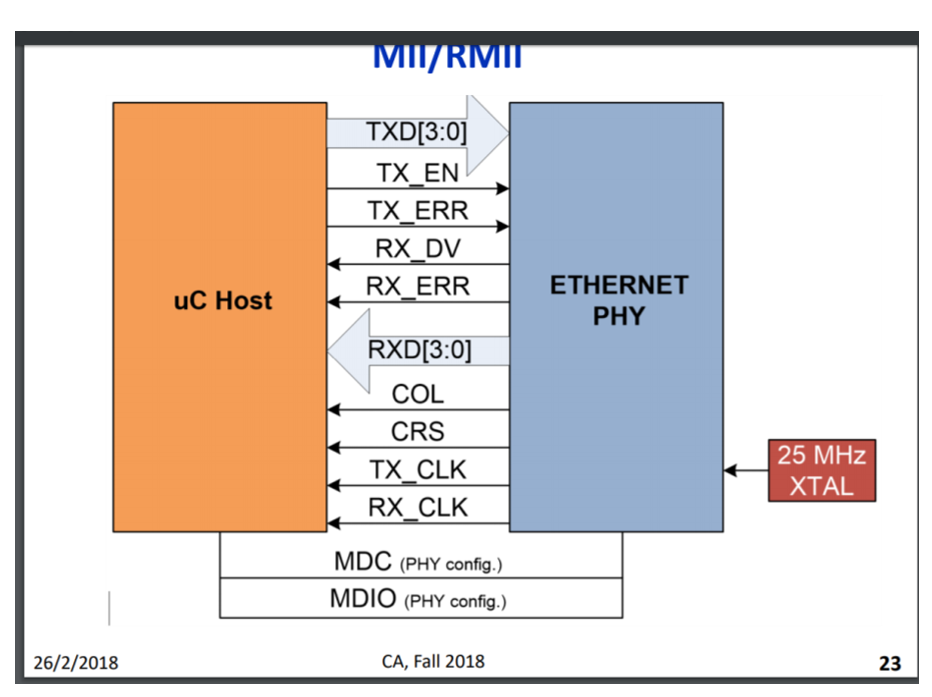 MII/RMII
TXD[3:0]
TX_EN
TX_ERR
RX_DV
RX_ERR
uC Host
ETHERNET
PHY
RXD[3:0]
COL
CRS
TX_CLK
RX_CLK
25 MHz
XTAL
MDC (PHY config.)
MDIO (PHY config.)
26/2/2018
CA, Fall 2018
23